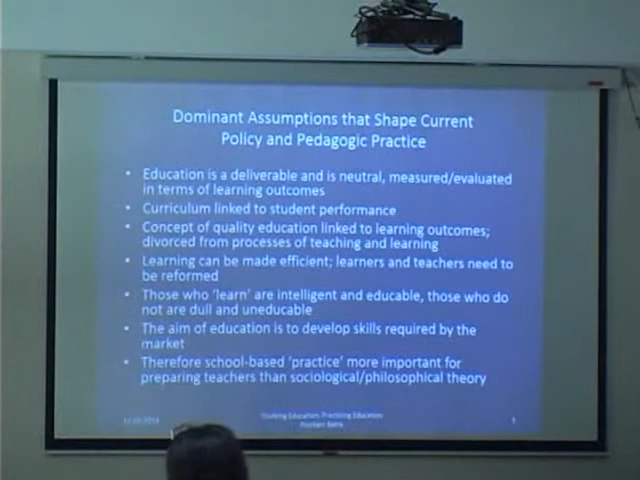 Dominant Assumptions that Shape Current
Policy and Pedagogic Practice
• Education is a deliverable and is neutral, measured/evaluated
in terms of learning outcomes
• Curriculum linked to student performance
• Concept of quality education linked to learning outcomes;
divorced from processes of teaching and learning
• Learning can be made efficient; learners and teachers need to
be reformed
• Those who 'learn' are intelligent and educable, those who do
not are dull and uneducable
• The aim of education is to develop skills required by the
market
• Therefore school-based 'practice' more important for
preparing teachers than sociological/philosophical theory
Studying Education, Practicing Education